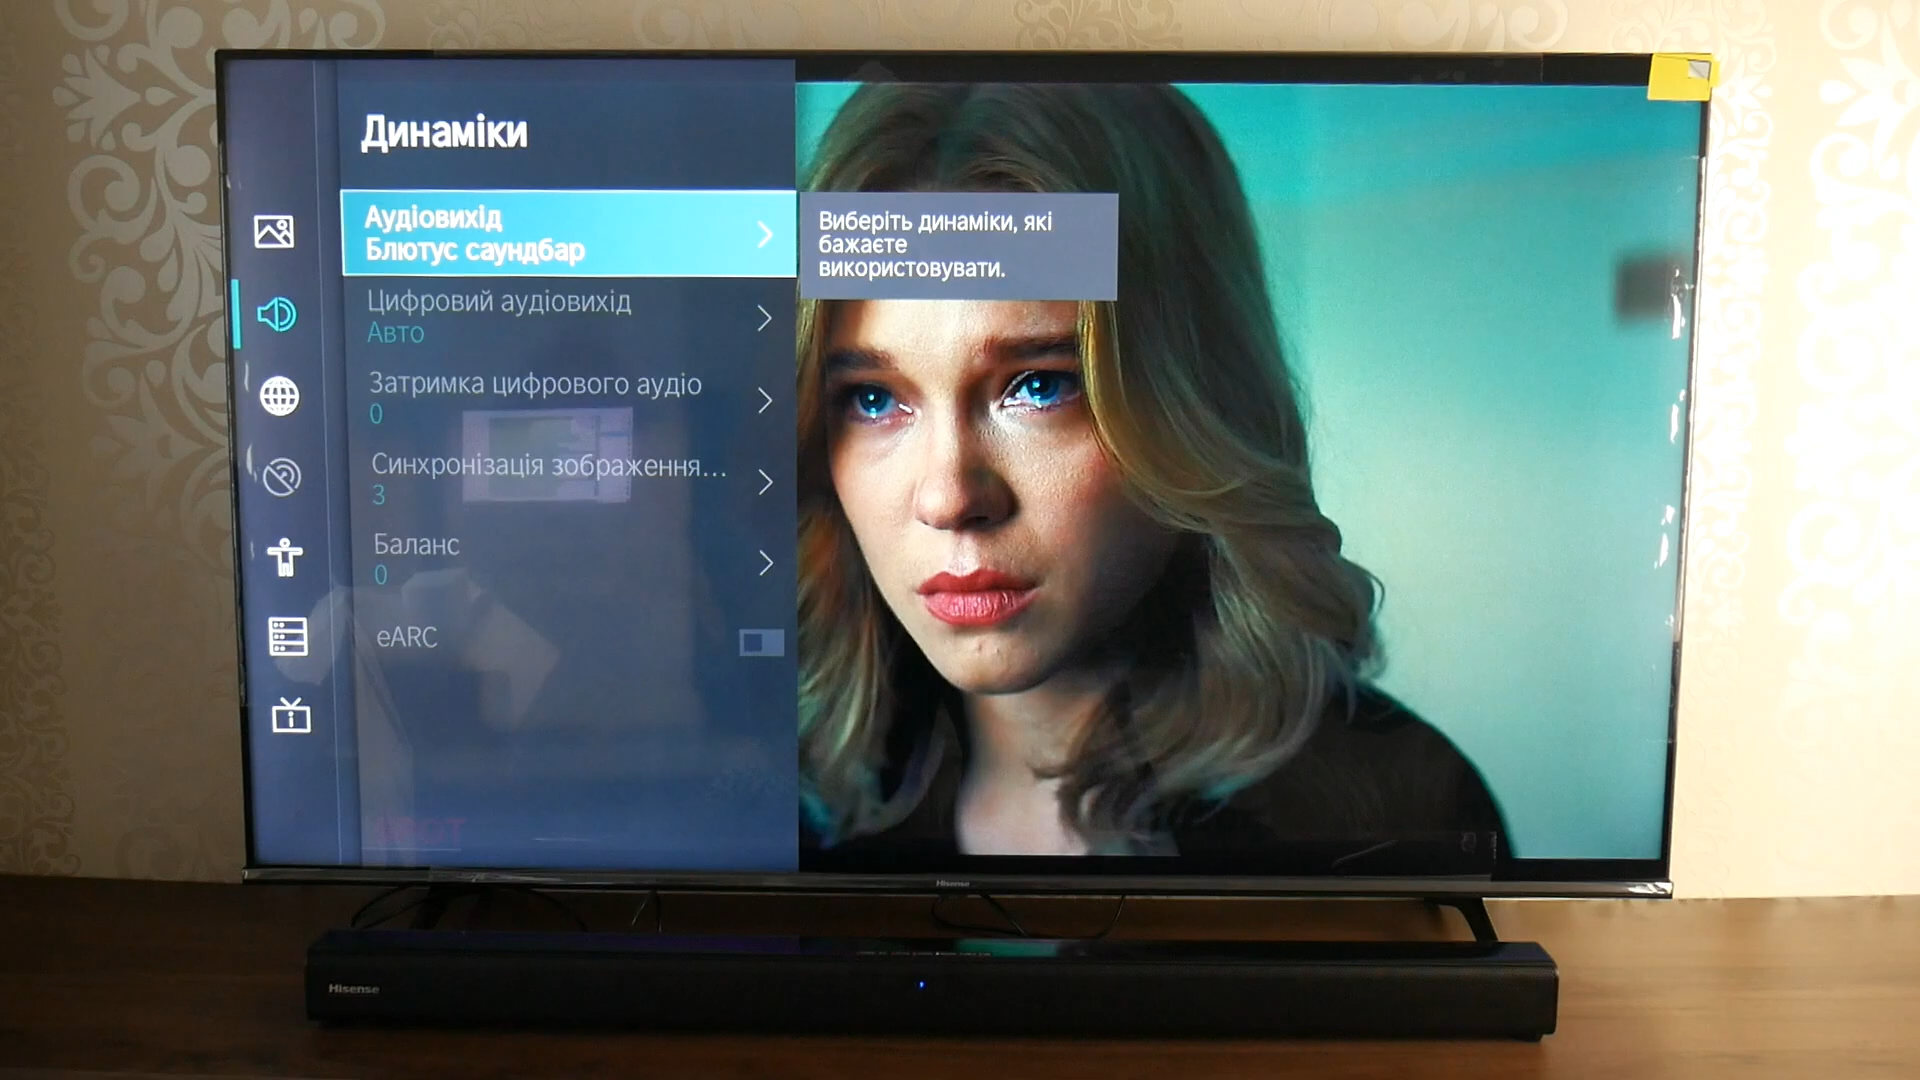 Динаміки
Аудіовихід
Блютус саундбар
Виберіть динаміки, які
бажаєте
використовувати.
Цифровий аудіовихід
Авто
Затримка цифрового аудіо
0
Синхронізація зображення...
3
Баланс
0
eARC
Hisense
Hisense